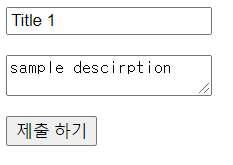 Title 1
sample descirption
제출 하기